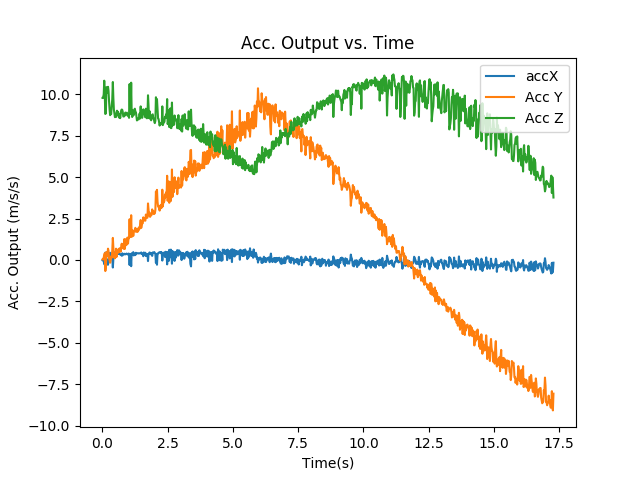 Acc. Output vs. Time
accX
Acc Y
Acc Z
10.0
7.5
5.0
2.5
0.0
−2.5
−5.0
−7.5
−10.0
Acc. Output (m/s/s)
0.0 2.5 5.0 7.5 10.0 12.5 15.0 17.5
Time(s)